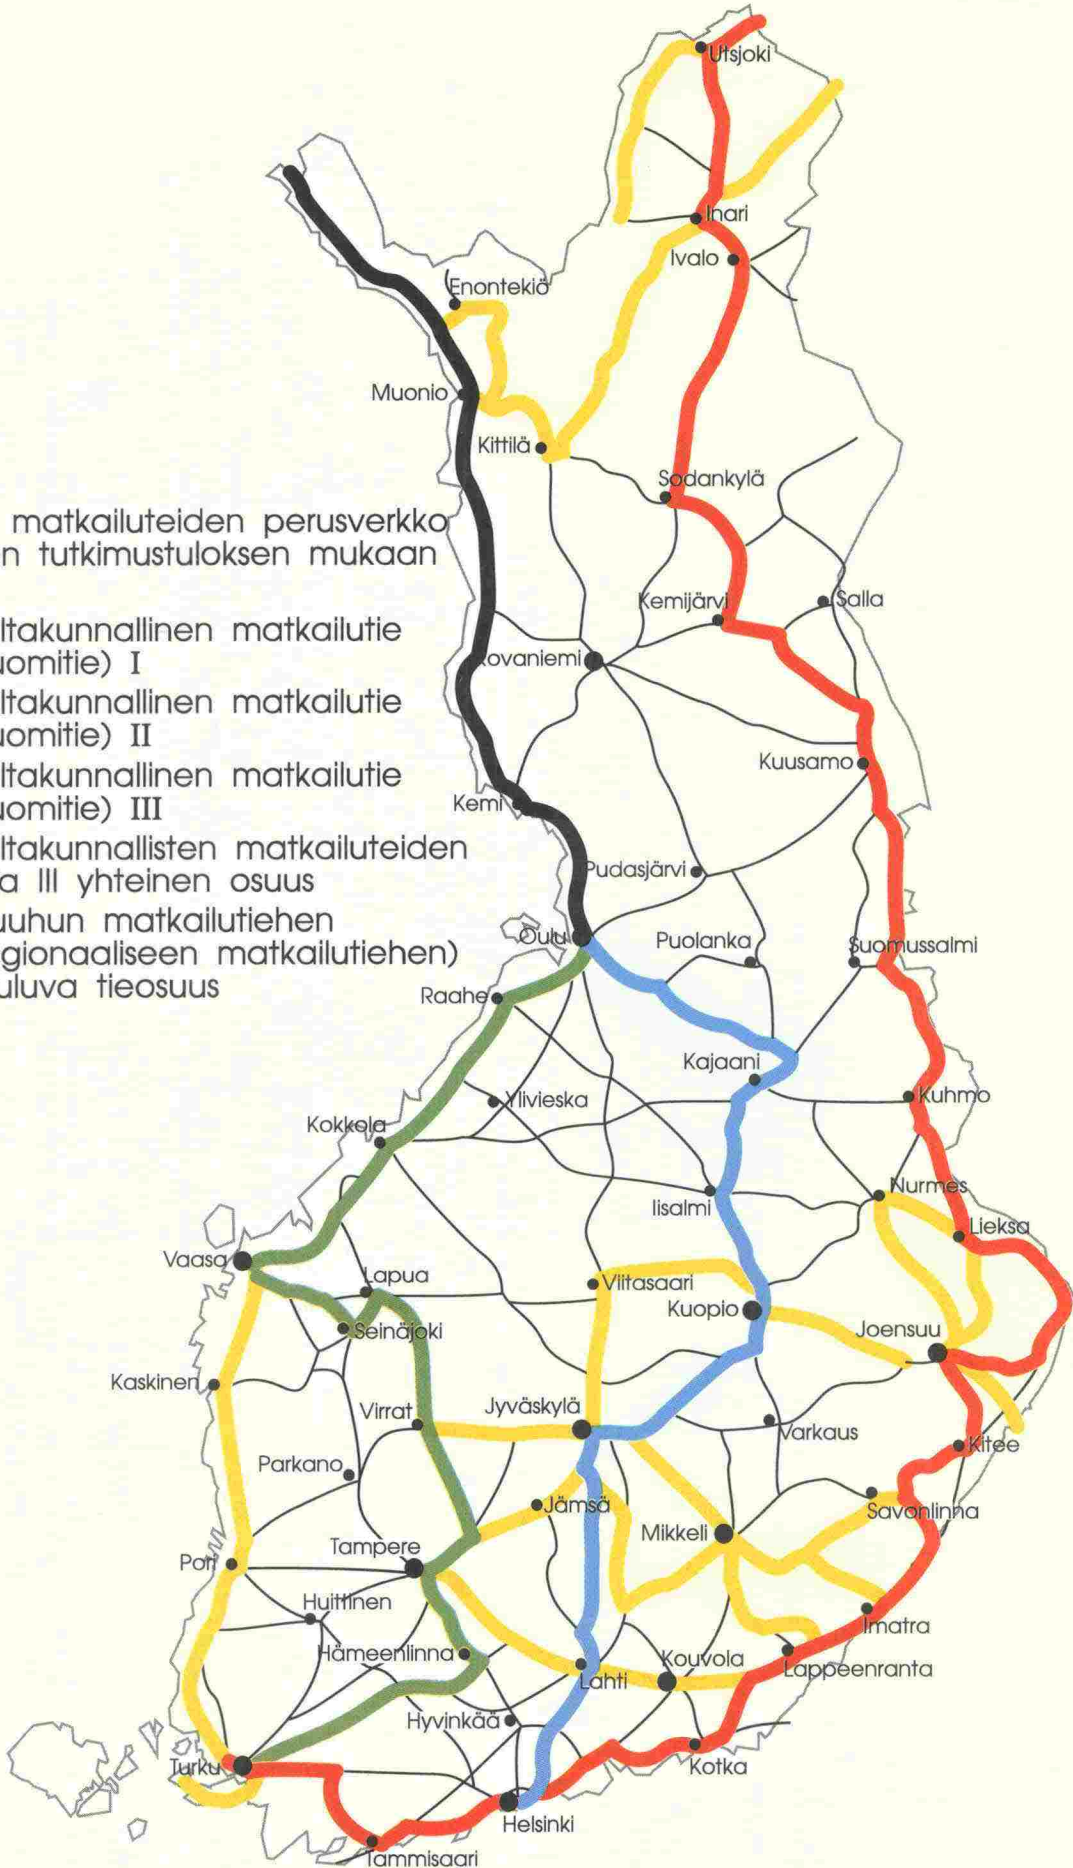 Utsjoki
Inari
Ivalo
Enontekiö
Muonio
Kittilä
Sodankylä
matkailuteiden perusverkko
n tutkimustuloksen mukaan
Kemijärvi
Salla
ltakunnallinen matkailutie
uomitie) I
ovaniemi
ltakunnallinen matkailutie
uomitie) II
ltakunnallinen matkailutie
uomitie) III
Kuusamo
Kemi
ltakunnallisten matkailuteiden
a III yhteinen osuus
Pudasjärvi
uuhun matkailutiehen
gionaaliseen matkailutiehen)
uluva tieosuus
Oulu
Puolanka
Suomussalmi
Raahe
Kajaani
Ylivieska
Kuhmo
Kokkola
Nurmes
Iisalmi
Lieksa
Vaasa
Lapua
Viitasaari
Kuopio
Seinäjoki
Joensuu
Kaskinen
Virrat
Jyväskylä
Varkaus
Kitee
Parkano
Jämsä
Savonlinna
Mikkeli
Tampere
Pori
Huittinen
Imatra
Hämeenlinna
Kouvola
Lahti
Lappeenranta
Hyvinkää
Turku
Kotka
Helsinki
Tammisaari